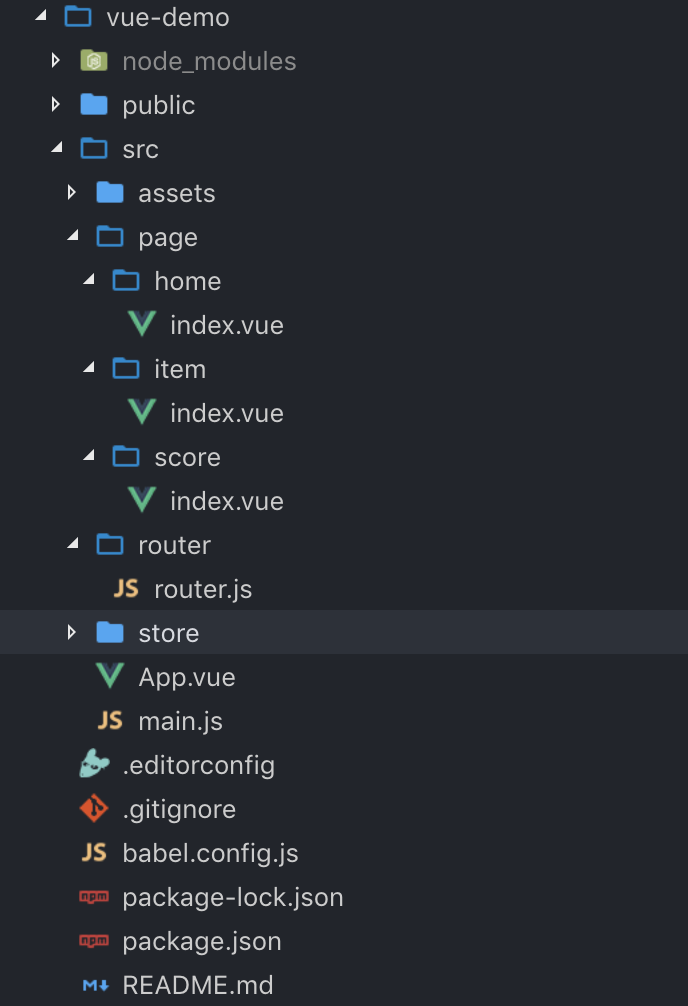 vue-demo
node_modules
public
src
assets
page
home
index.vue
item
index.vue
score
index.vue
router
JS router.js
store
App.vue
JS main.js
.editorconfig
.gitignore
JS babel.config.js
npm package-lock.json
npm package.json
M README.md